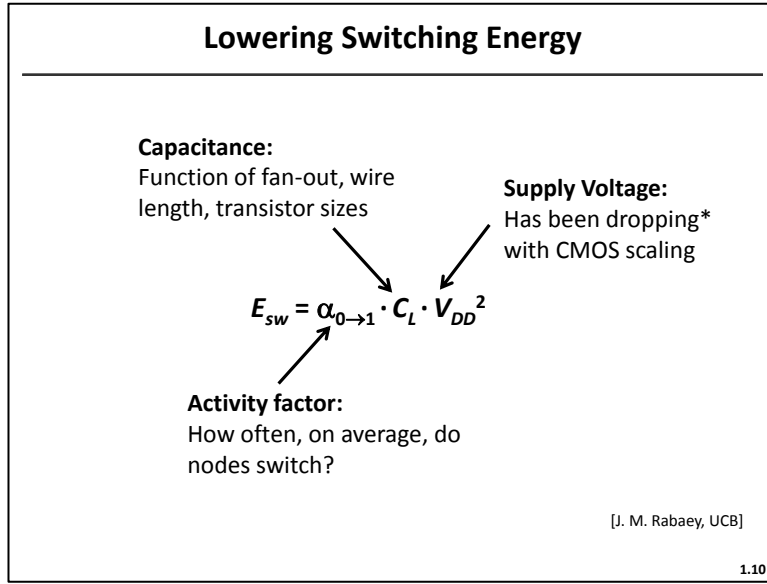 Lowering Switching Energy
Capacitance:
Function of fan-out, wire
length, transistor sizes
Supply Voltage:
Has been dropping*
with CMOS scaling
E_sw = α_0→1 · C_L · V_DD^2
Activity factor:
How often, on average, do
nodes switch?
[J. M. Rabaey, UCB]
1.10